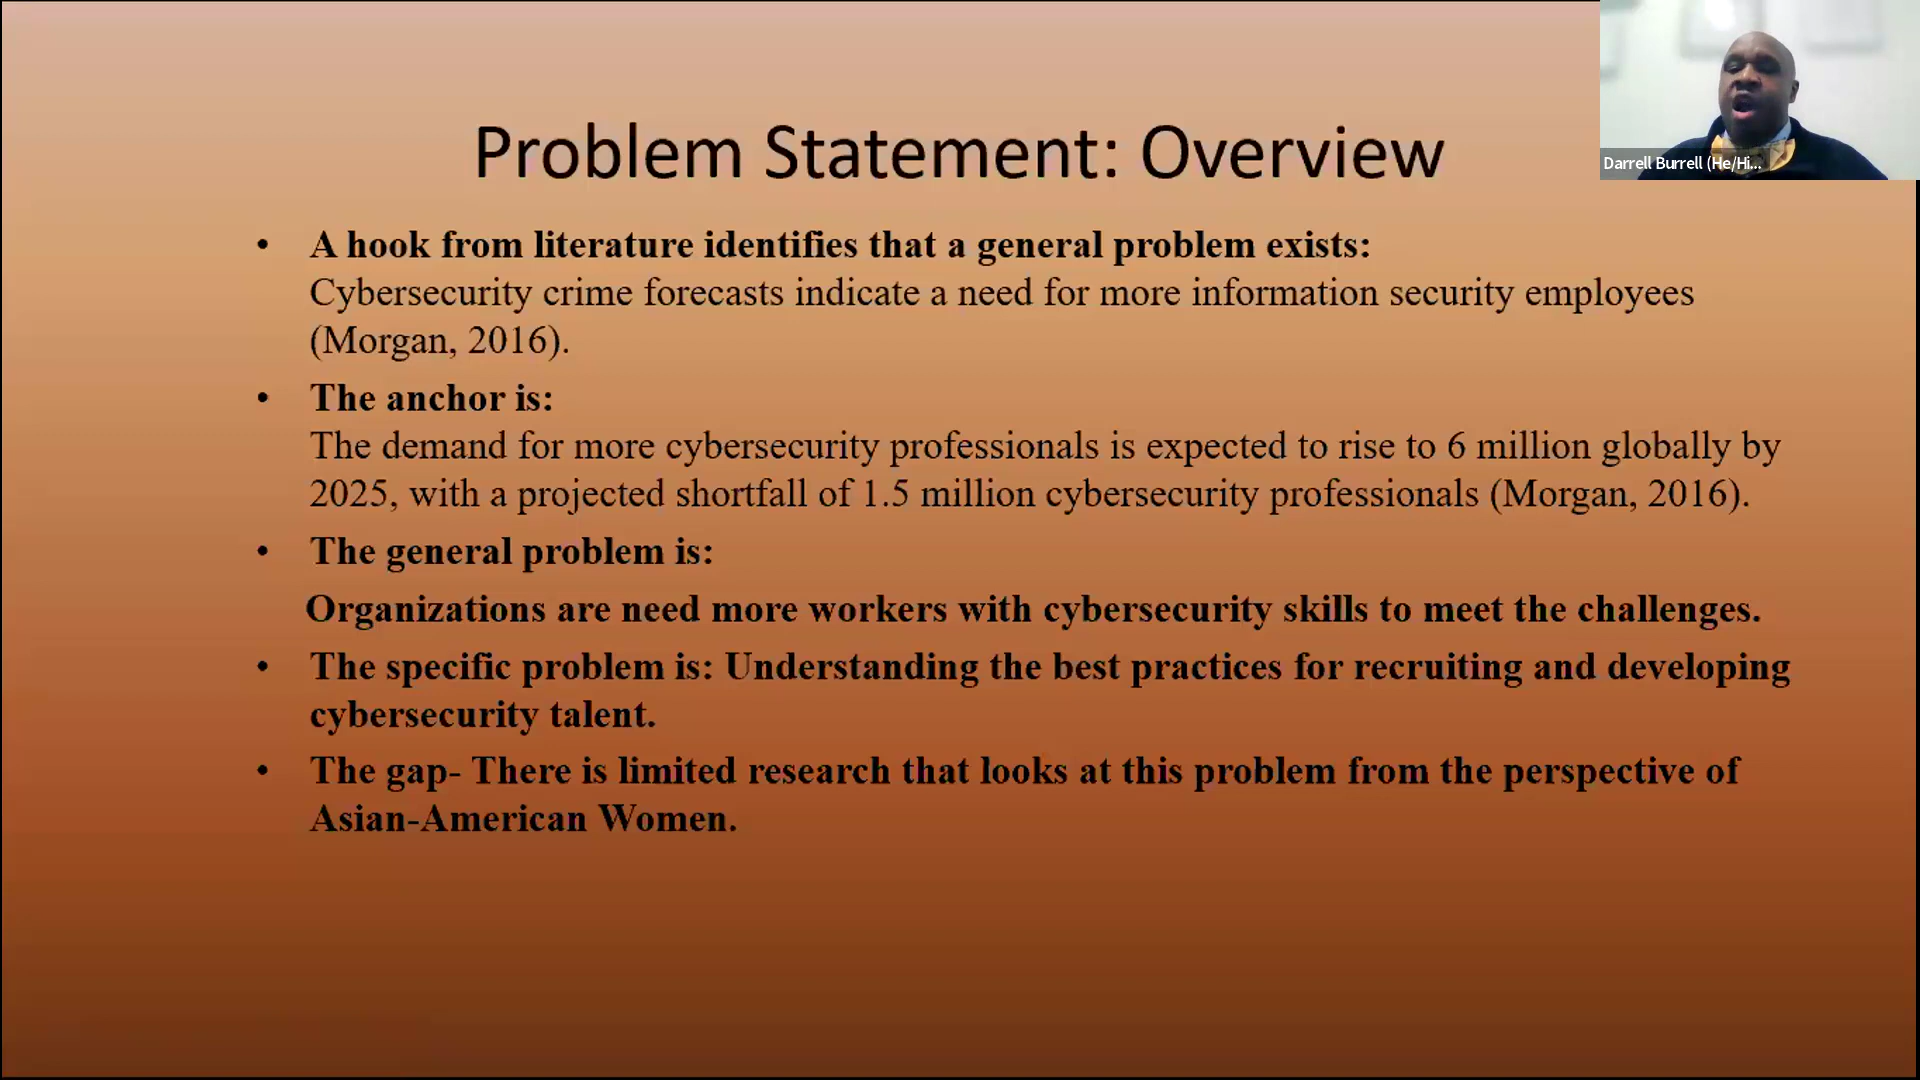 Problem Statement: Overview
Darrell Burrell (He/Hi...
• A hook from literature identifies that a general problem exists:
Cybersecurity crime forecasts indicate a need for more information security employees
(Morgan, 2016).
• The anchor is:
The demand for more cybersecurity professionals is expected to rise to 6 million globally by
2025, with a projected shortfall of 1.5 million cybersecurity professionals (Morgan, 2016).
• The general problem is:
Organizations are need more workers with cybersecurity skills to meet the challenges.
• The specific problem is: Understanding the best practices for recruiting and developing
cybersecurity talent.
• The gap- There is limited research that looks at this problem from the perspective of
Asian-American Women.